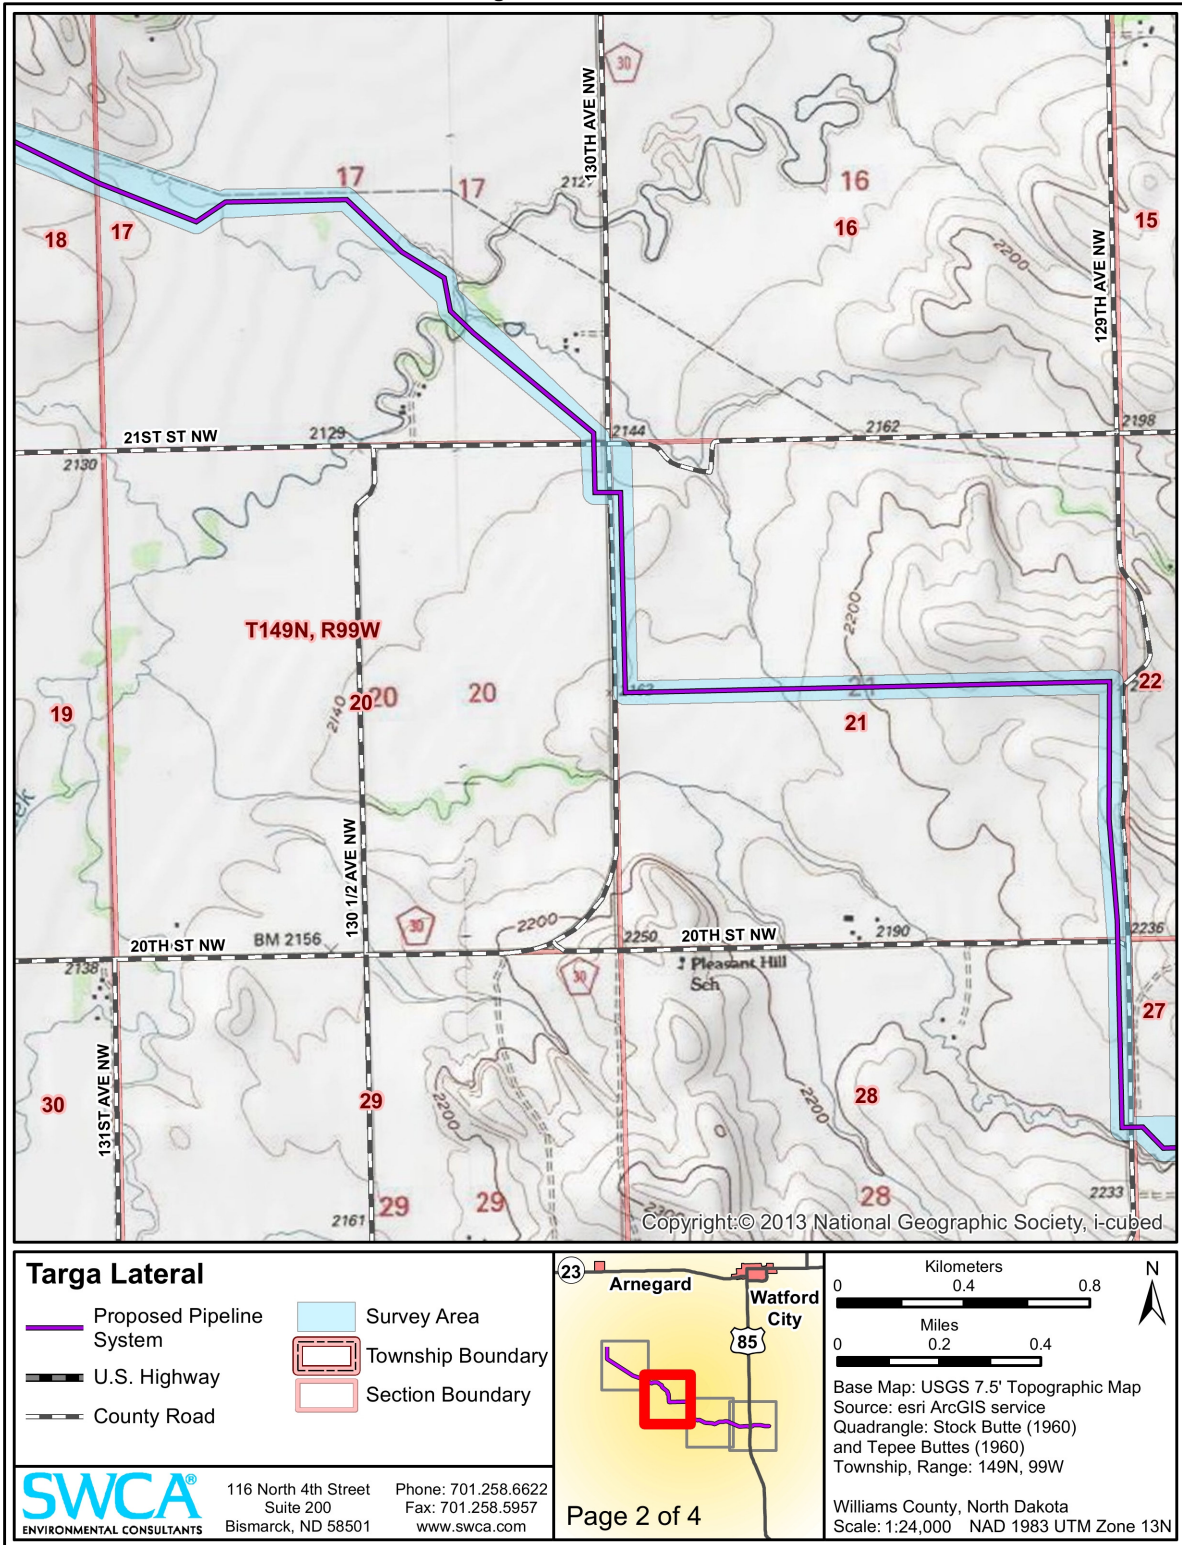 30
130TH AVE NW
129TH AVE NW
17
17
2127
16
16
15
18
17
2200
21ST ST NW
2129
2144
2162
2198
2130
2200
T149N, R99W
2140
20
20
20
19
21
22
130 1/2 AVE NW
30
2200
20TH ST NW
BM 2156
2250
20TH ST NW
2190
2236
2138
30
Pleasant Hill
Sch
27
131ST AVE NW
30
29
2200
2200
28
29
29
28
2161
2233
Copyright:© 2013 National Geographic Society, i-cubed
Targa Lateral
Proposed Pipeline
System
U.S. Highway
County Road
Survey Area
Township Boundary
Section Boundary
SWCA®
ENVIRONMENTAL CONSULTANTS
116 North 4th Street
Suite 200
Bismarck, ND 58501
Phone: 701.258.6622
Fax: 701.258.5957
www.swca.com
23
Arnegard
Watford
City
85
Page 2 of 4
Kilometers
0 0.4 0.8
Miles
0 0.2 0.4
N
Base Map: USGS 7.5' Topographic Map
Source: esri ArcGIS service
Quadrangle: Stock Butte (1960)
and Tepee Buttes (1960)
Township, Range: 149N, 99W
Williams County, North Dakota
Scale: 1:24,000 NAD 1983 UTM Zone 13N